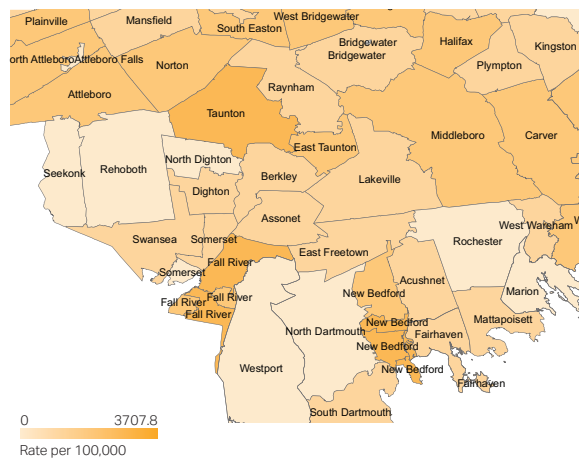 Plainville
Mansfield
West Bridgewater
South Easton
Halifax
Bridgewater
Bridgewater
Kingston
orth Attleboro
Attleboro Falls
Norton
Plympton
Raynham
Attleboro
Taunton
Middleboro
Carver
East Taunton
North Dighton
Seekonk
Rehoboth
Berkley
Lakeville
Dighton
Assonet
West Wareham
W
Swansea
Somerset
Rochester
East Freetown
Fall River
Somerset
Acushnet
Marion
New Bedford
Fall River
Fall River
Fall River
New Bedford
Mattapoisett
North Dartmouth
Fairhaven
New Bedford
Westport
New Bedford
Fairhaven
South Dartmouth
0 3707.8
Rate per 100,000